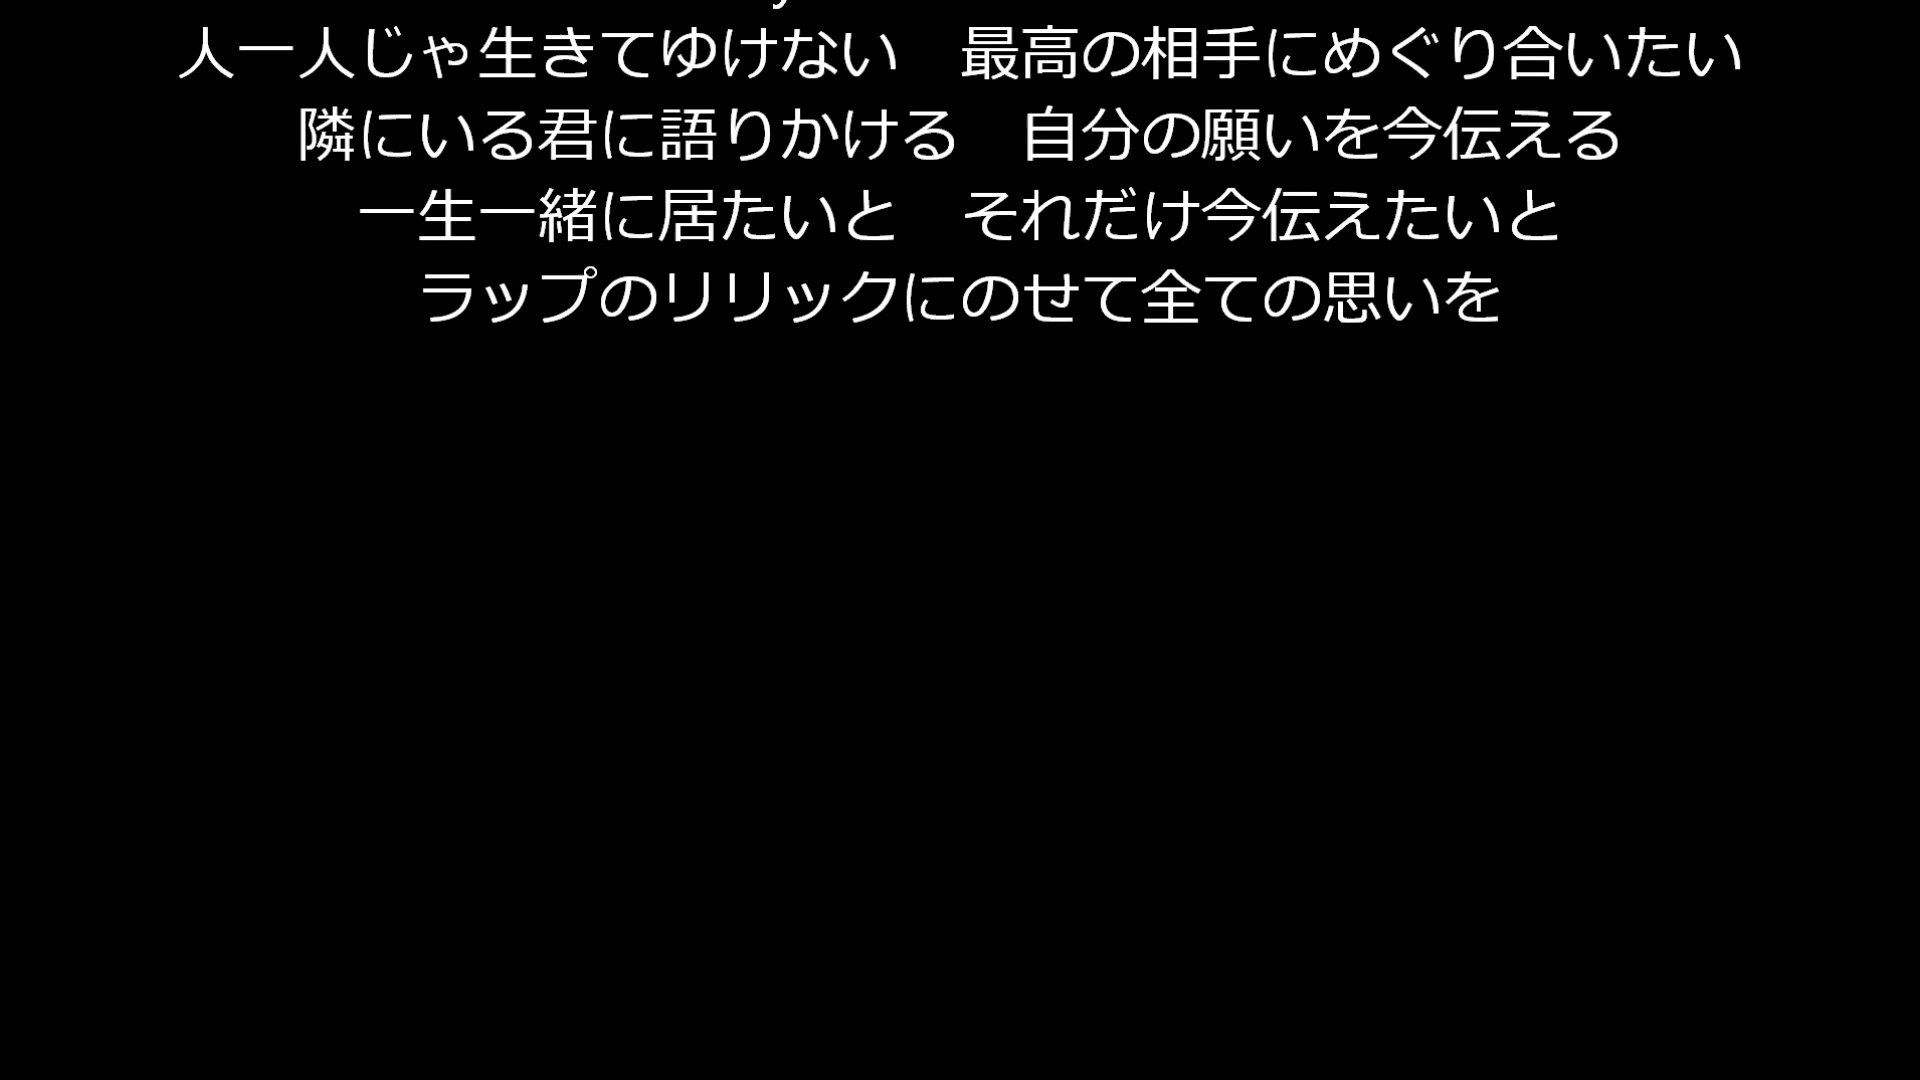 人一人じゃ生きてゆけない　最高の相手にめぐり合いたい
隣にいる君に語りかける　自分の願いを今伝える
一生一緒に居たいと　それだけ今伝えたいと
ラップのリリックにのせて全ての思いを